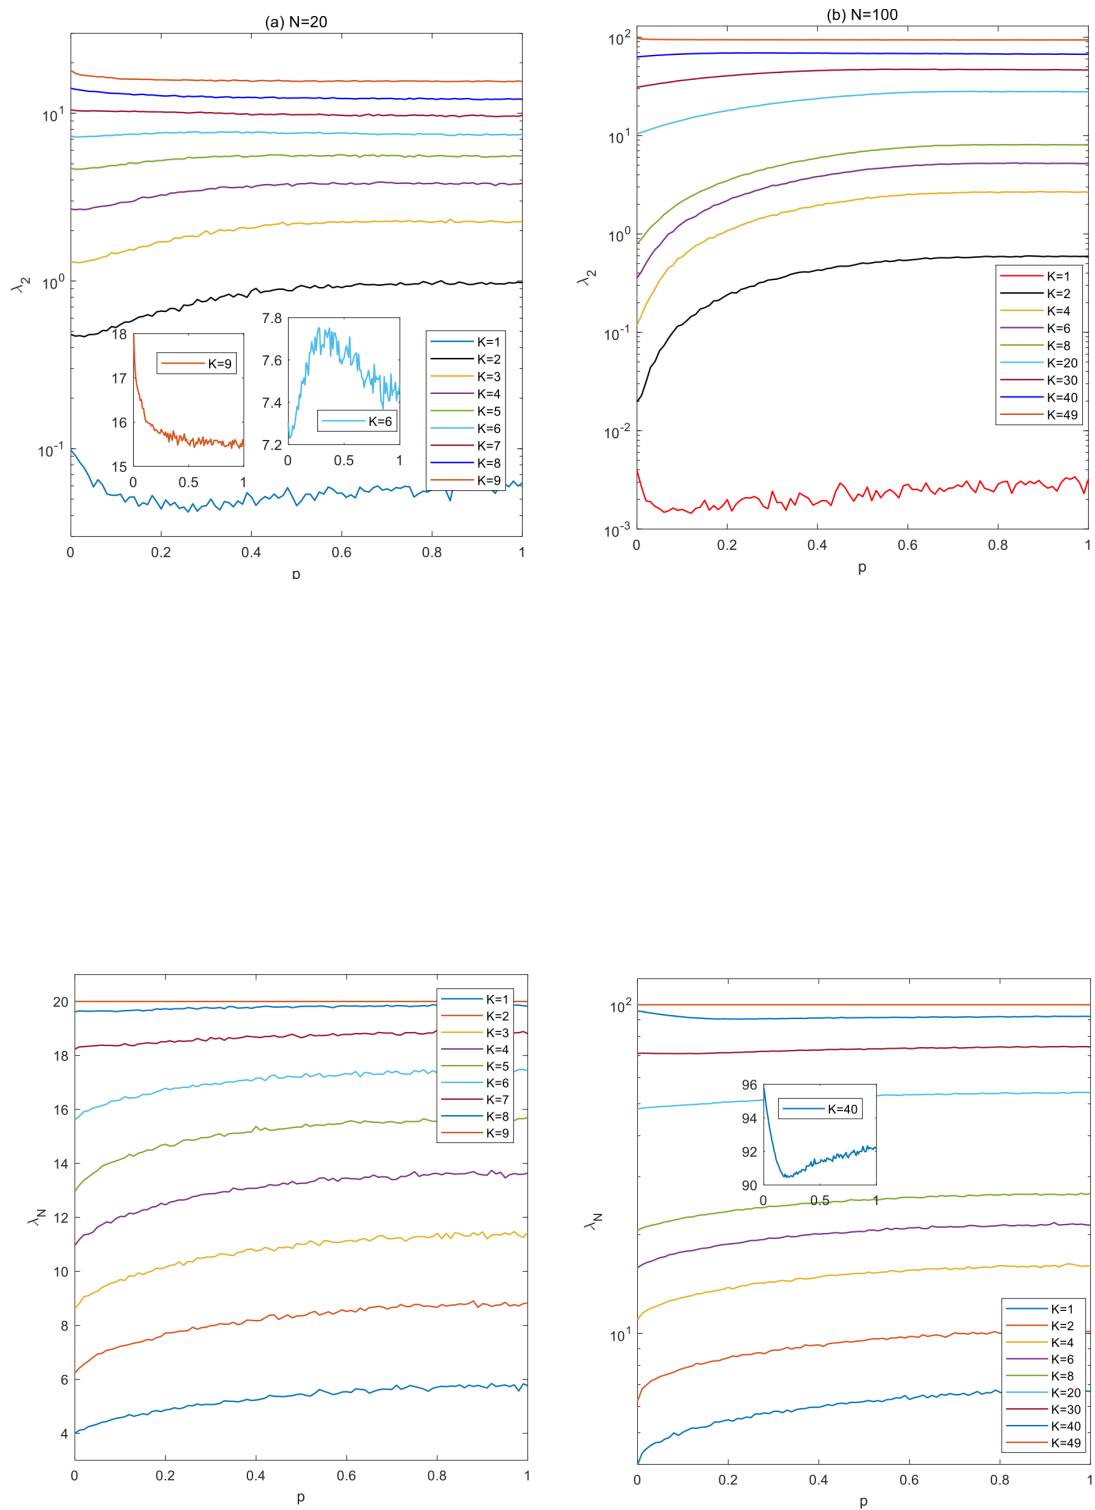 (a) N=20
10^1
10^0
10^-1
λ_2
0
0.2
0.4
0.6
0.8
1
p
18
17
16
15
0
0.5
1
K=9
7.8
7.6
7.4
7.2
0
0.5
1
K=6
K=1
K=2
K=3
K=4
K=5
K=6
K=7
K=8
K=9
(b) N=100
10^2
10^1
10^0
10^-1
10^-2
10^-3
λ_2
0
0.2
0.4
0.6
0.8
1
p
K=1
K=2
K=4
K=6
K=8
K=20
K=30
K=40
K=49
20
18
16
14
12
10
8
6
4
λ_N
0
0.2
0.4
0.6
0.8
1
p
K=1
K=2
K=3
K=4
K=5
K=6
K=7
K=8
K=9
10^2
10^1
λ_N
0
0.2
0.4
0.6
0.8
1
p
96
94
92
90
0
0.5
1
K=40
K=1
K=2
K=4
K=6
K=8
K=20
K=30
K=40
K=49